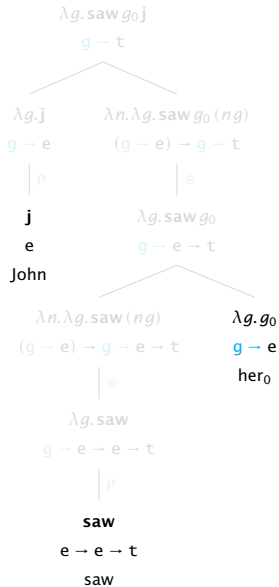 λg. saw g₀ j
g → t
λg. j λn. λg. saw g₀ (n g)
g → e (g → e) → g → t
ρ ⊛
j λg. saw g₀
e g → e → t
John
λn. λg. saw (n g) λg. g₀
(g → e) → g → e → t g → e
⊛ her₀
λg. saw
g → e → e → t
ρ
saw
e → e → t
saw